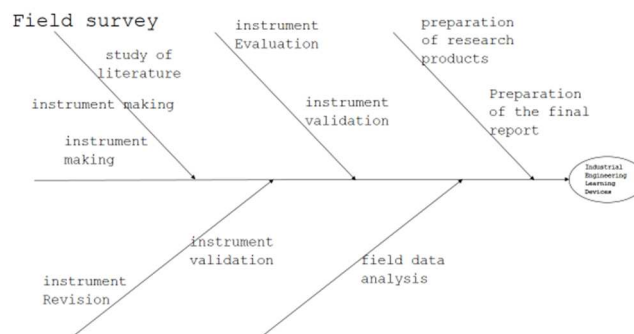 Field survey
study of
literature
instrument making
instrument
making
instrument
Evaluation
instrument
validation
preparation
of research
products
Preparation
of the final
report
Industrial
Engineering
Learning
Devices
instrument
validation
instrument
Revision
field data
analysis